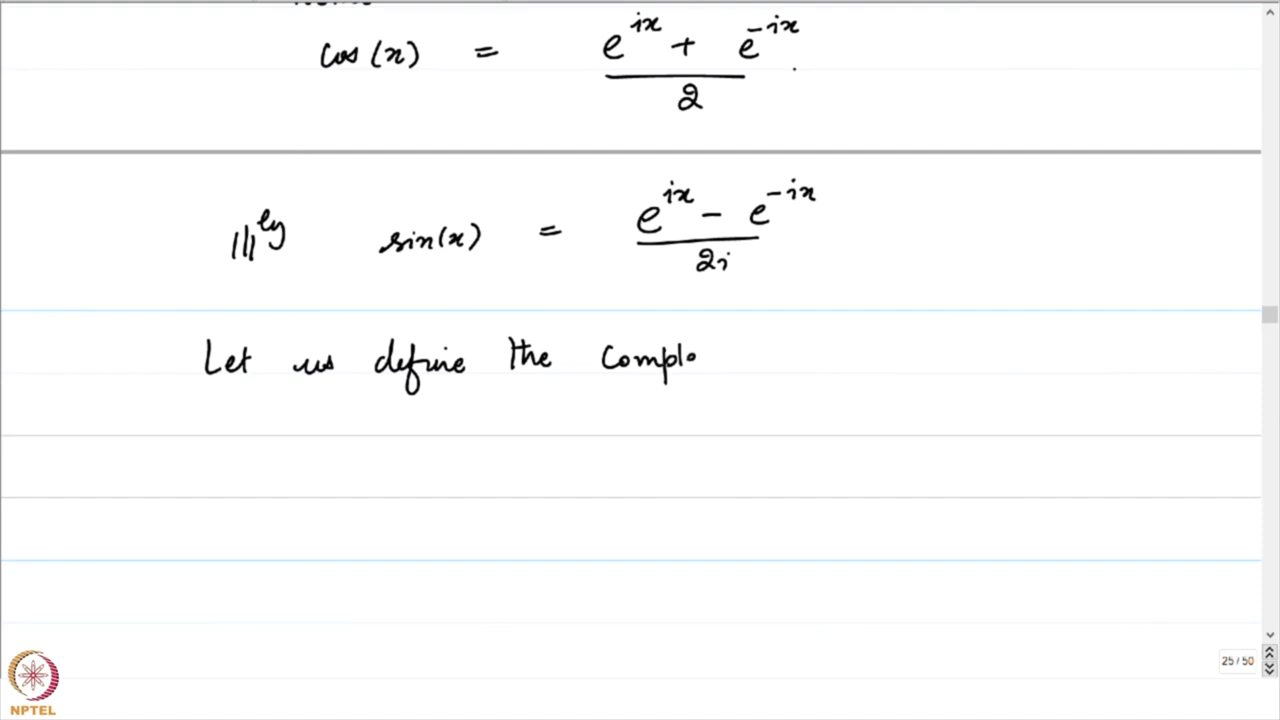 cos(x) = e^{ix} + e^{-ix} / 2
|||^{ly} sin(x) = e^{ix} - e^{-ix} / 2i
Let us define the comple
25 / 50
NPTEL